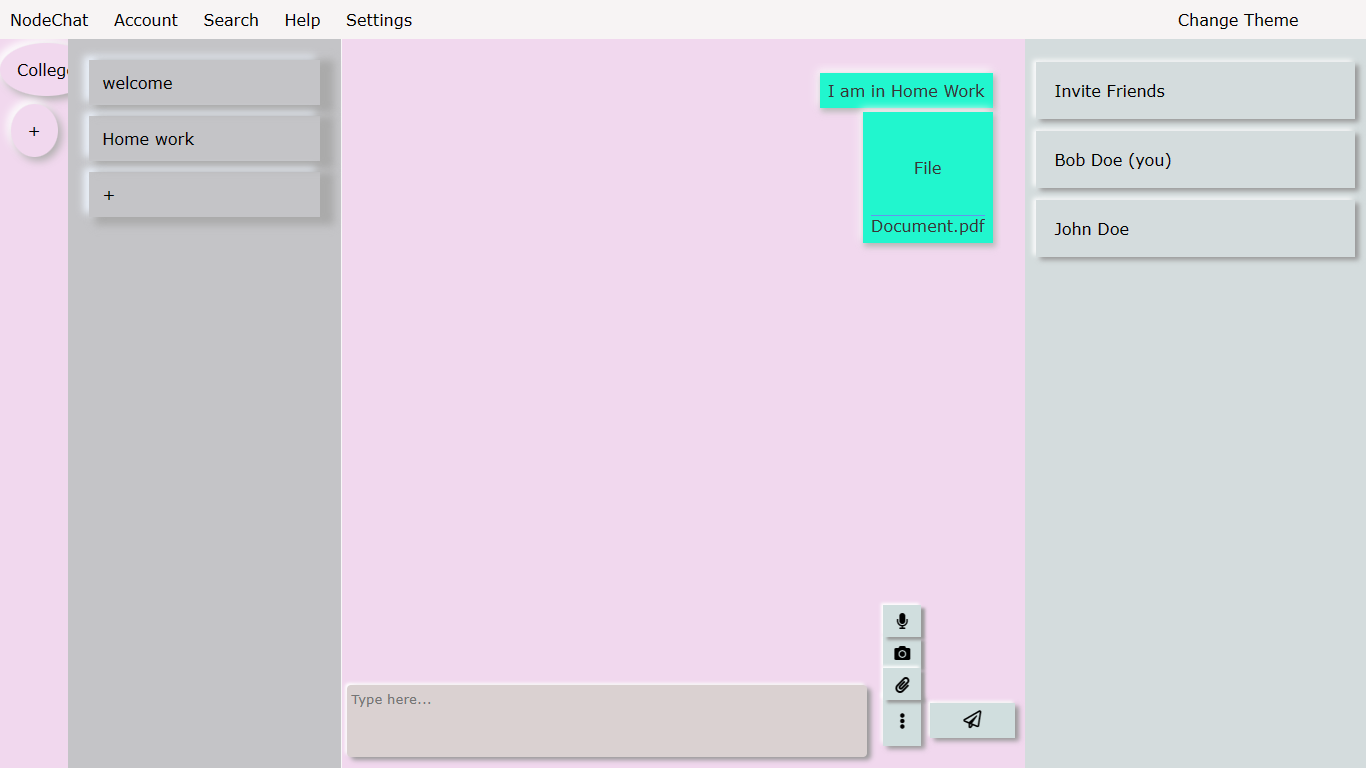 NodeChat Account Search Help Settings Change Theme
Colleg
+
welcome
Home work
+
I am in Home Work
File
Document.pdf
Type here...
Invite Friends
Bob Doe (you)
John Doe